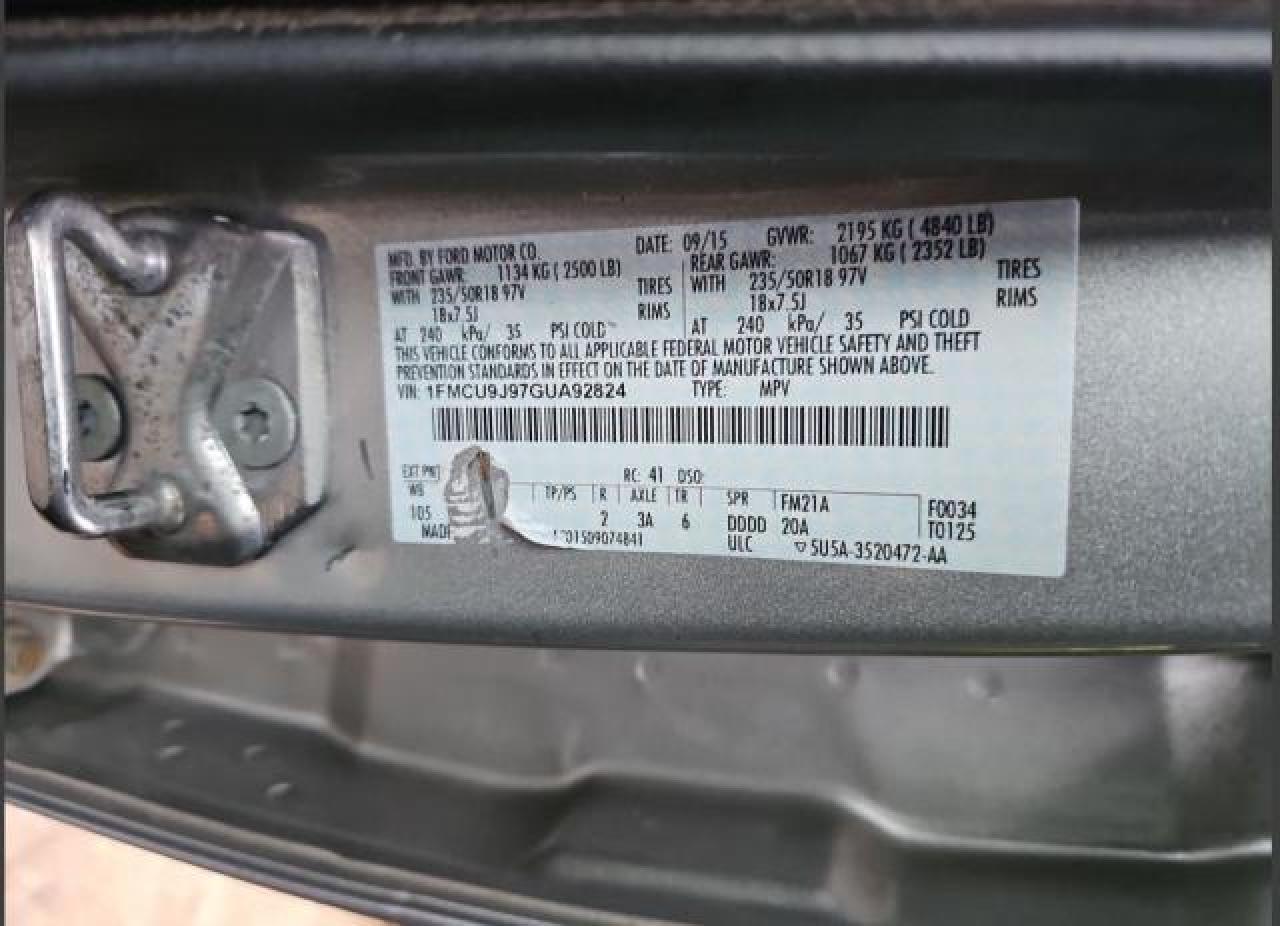 MFD. BY FORD MOTOR CO. DATE: 09/15 GVWR: 2195 KG ( 4840 LB)
FRONT GAWR: 1134 KG ( 2500 LB) REAR GAWR: 1067 KG ( 2352 LB)
WITH 235/50R18 97V TIRES WITH 235/50R18 97V TIRES
18x7.5J RIMS 18x7.5J RIMS
AT 240 kPa/ 35 PSI COLD AT 240 kPa/ 35 PSI COLD
THIS VEHICLE CONFORMS TO ALL APPLICABLE FEDERAL MOTOR VEHICLE SAFETY AND THEFT
PREVENTION STANDARDS IN EFFECT ON THE DATE OF MANUFACTURE SHOWN ABOVE.
VIN: 1FMCU9J97GUA92824 TYPE: MPV
EXT PNT RC: 41 DSO:
WB TP/PS R AXLE TR SPR FM21A F0034
105 2 3A 6 DDDD 20A T0125
01509074841 ULC ▽5U5A-3520472-AA